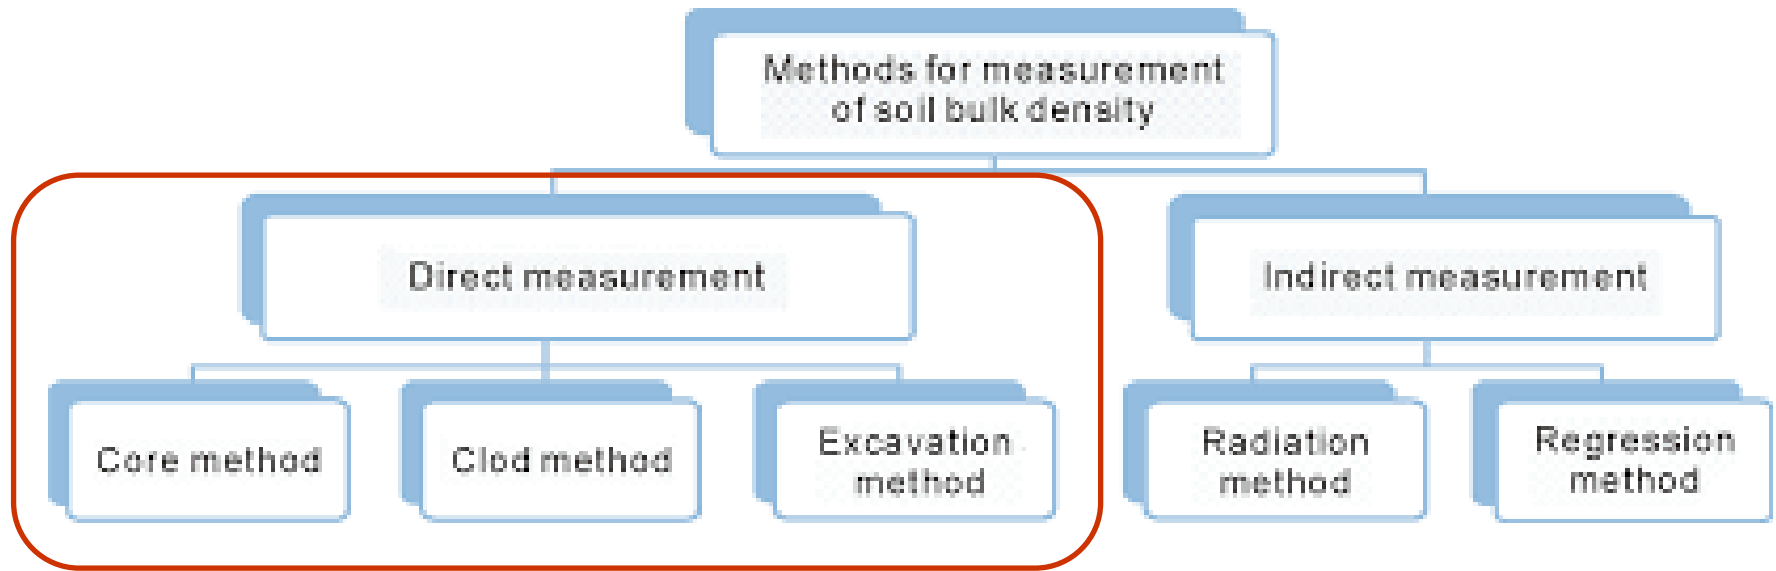 Methods for measurement
of soil bulk density
Direct measurement
Indirect measurement
Core method
Clod method
Excavation
method
Radiation
method
Regression
method